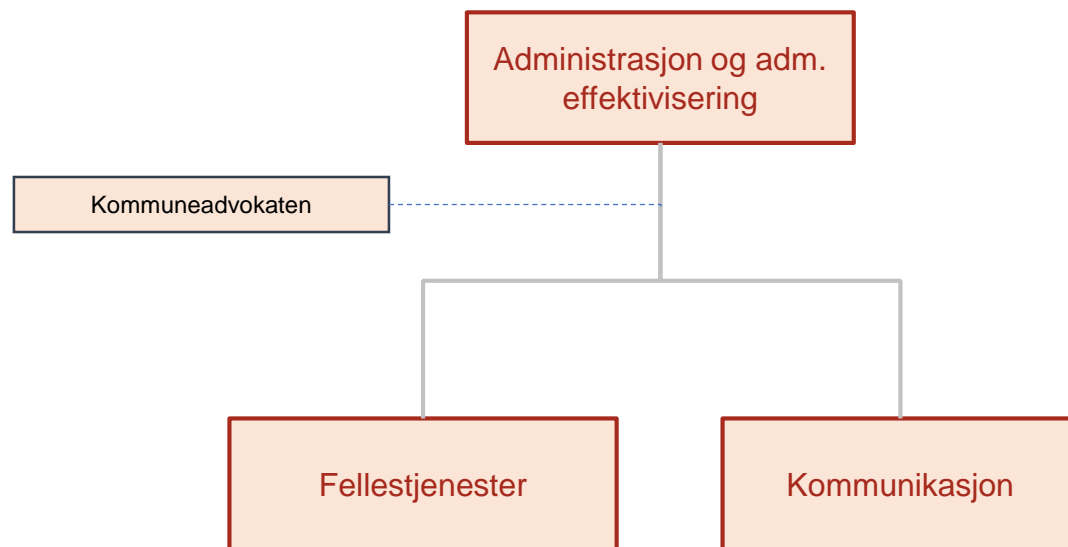 Administrasjon og adm.
effektivisering
Kommuneadvokaten
Fellestjenester
Kommunikasjon